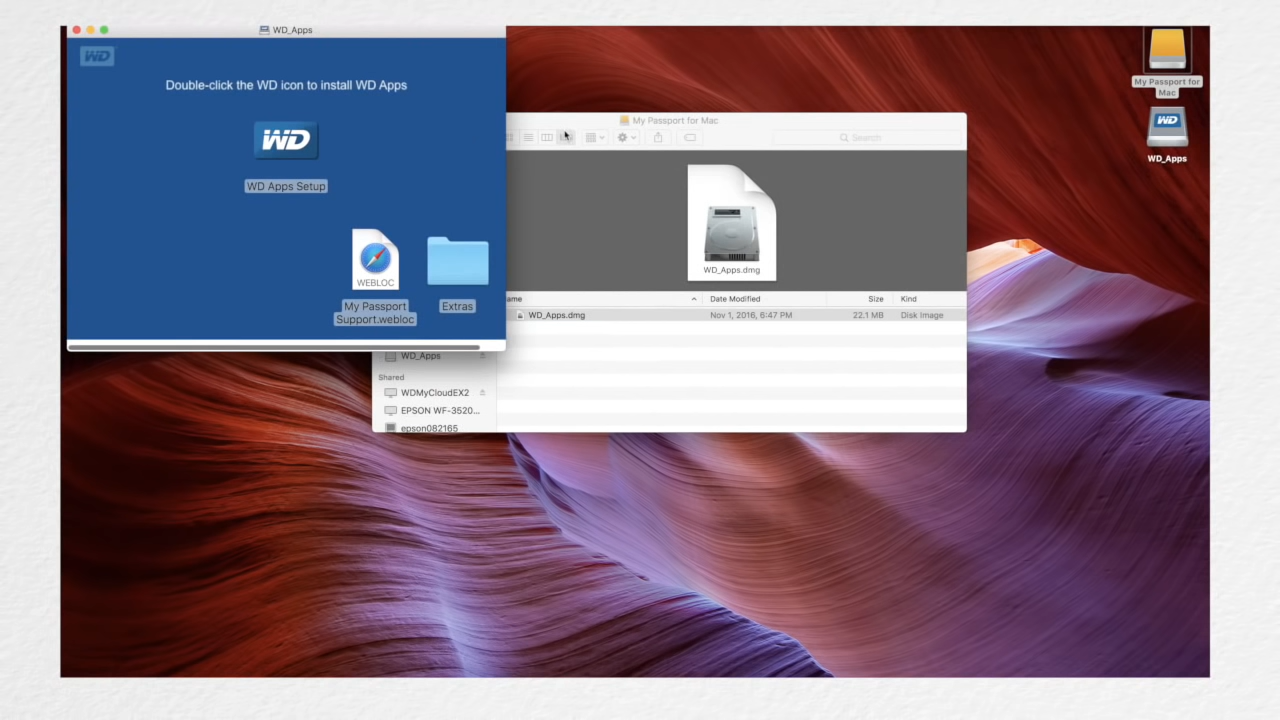 WD_Apps
WD
Double-click the WD icon to install WD Apps
WD
WD Apps Setup
WEBLOC
My Passport
Support.webloc
Extras
My Passport for Mac
Search
WD_Apps.dmg
Name
Date Modified
Size
Kind
WD_Apps.dmg
Nov 1, 2016, 6:47 PM
22.1 MB
Disk Image
WD_Apps
Shared
WDMyCloudEX2
EPSON WF-3520...
epson082165
My Passport for
Mac
WD
WD_Apps